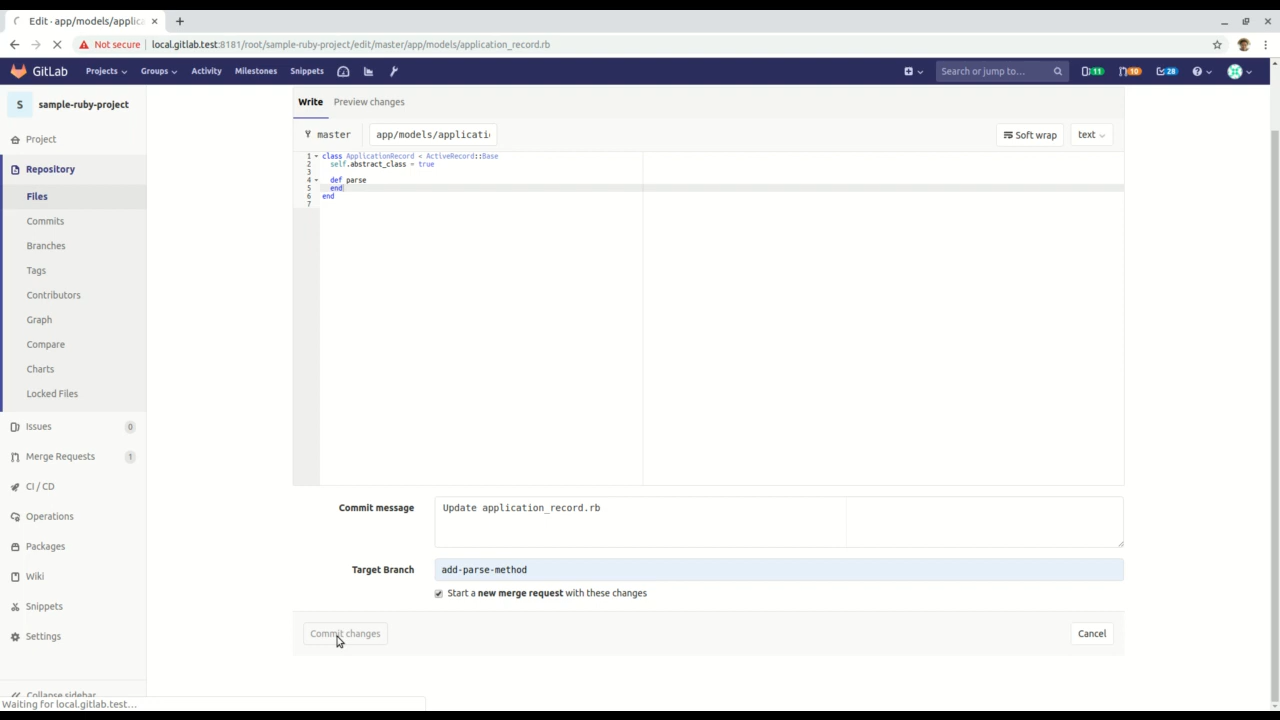 Edit · app/models/applica
Not secure
local.gitlab.test:8181/root/sample-ruby-project/edit/master/app/models/application_record.rb
GitLab
Projects
Groups
Activity
Milestones
Snippets
Search or jump to…
11
10
28
S
sample-ruby-project
Project
Repository
Files
Commits
Branches
Tags
Contributors
Graph
Compare
Charts
Locked Files
Issues
0
Merge Requests
1
CI / CD
Operations
Packages
Wiki
Snippets
Settings
Collapse sidebar
Waiting for local.gitlab.test…
Write
Preview changes
master
app/models/applicati
Soft wrap
text
1 class ApplicationRecord < ActiveRecord::Base
2 self.abstract_class = true
3
4 def parse
5 end
6 end
7
Commit message
Update application_record.rb
Target Branch
add-parse-method
Start a new merge request with these changes
Commit changes
Cancel